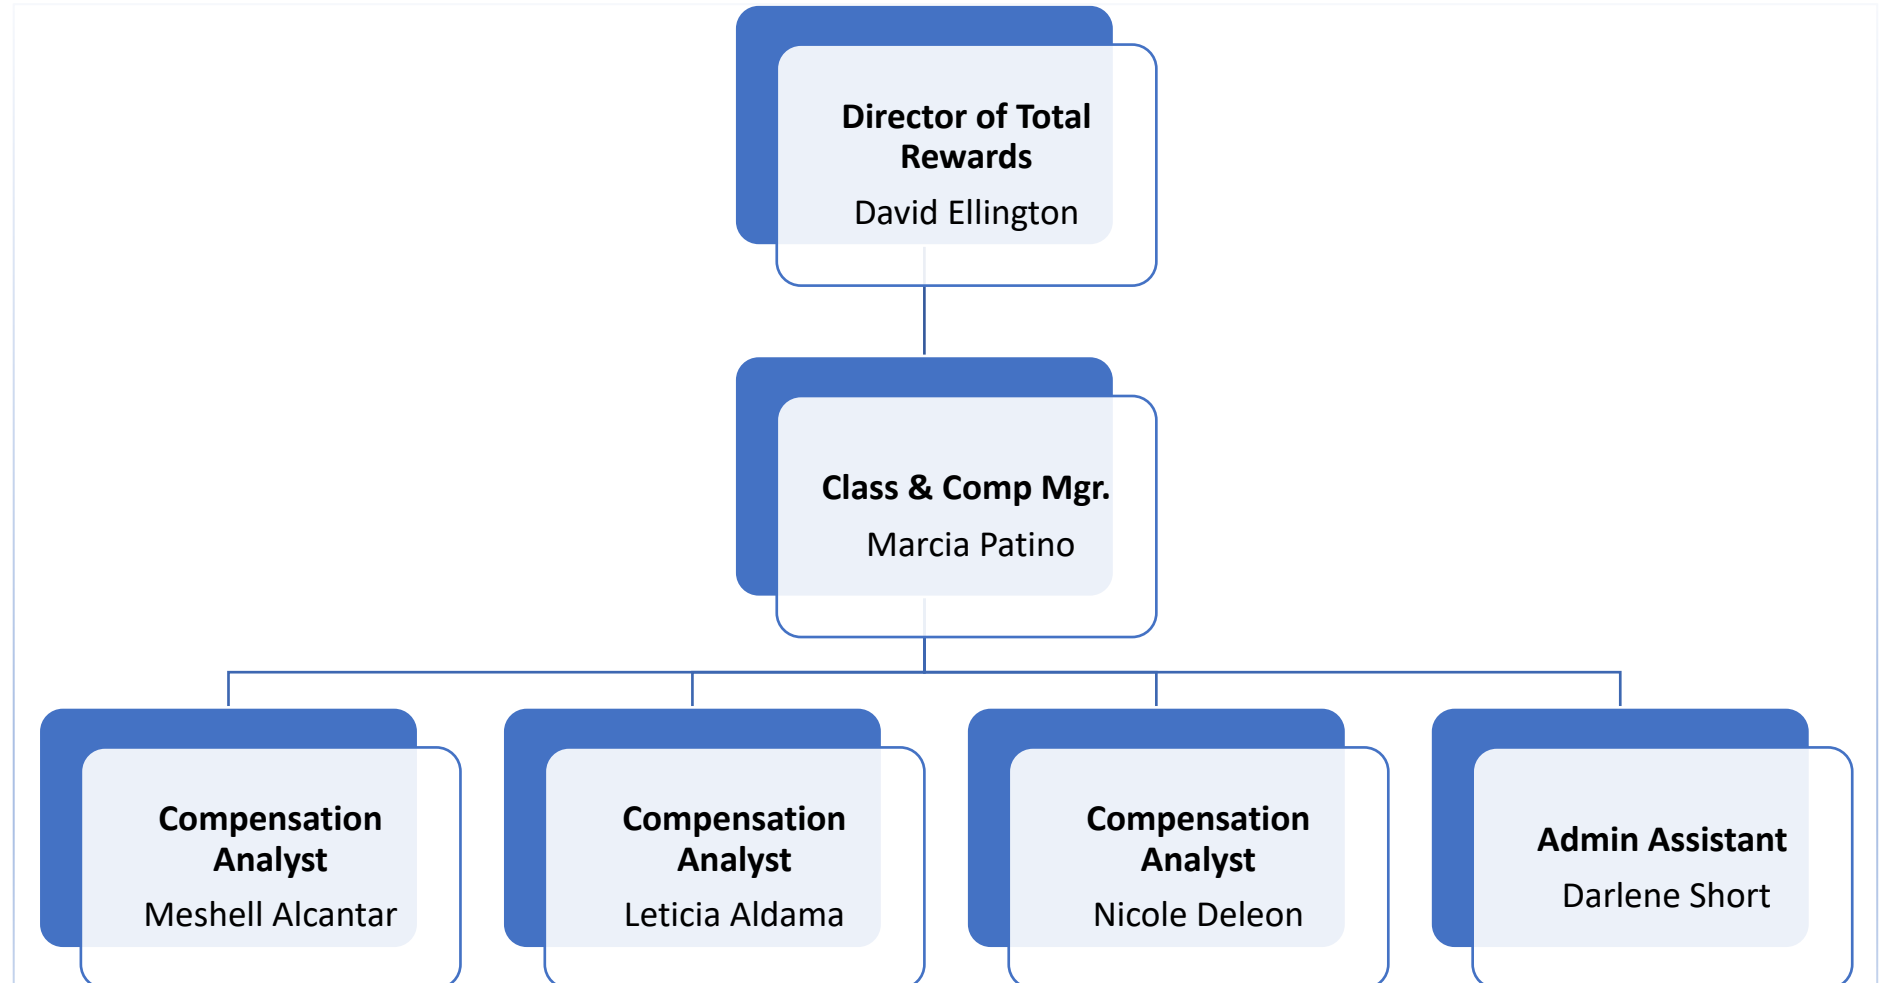 Director of Total
Rewards
David Ellington
Class & Comp Mgr.
Marcia Patino
Compensation
Analyst
Meshell Alcantar
Compensation
Analyst
Leticia Aldama
Compensation
Analyst
Nicole Deleon
Admin Assistant
Darlene Short